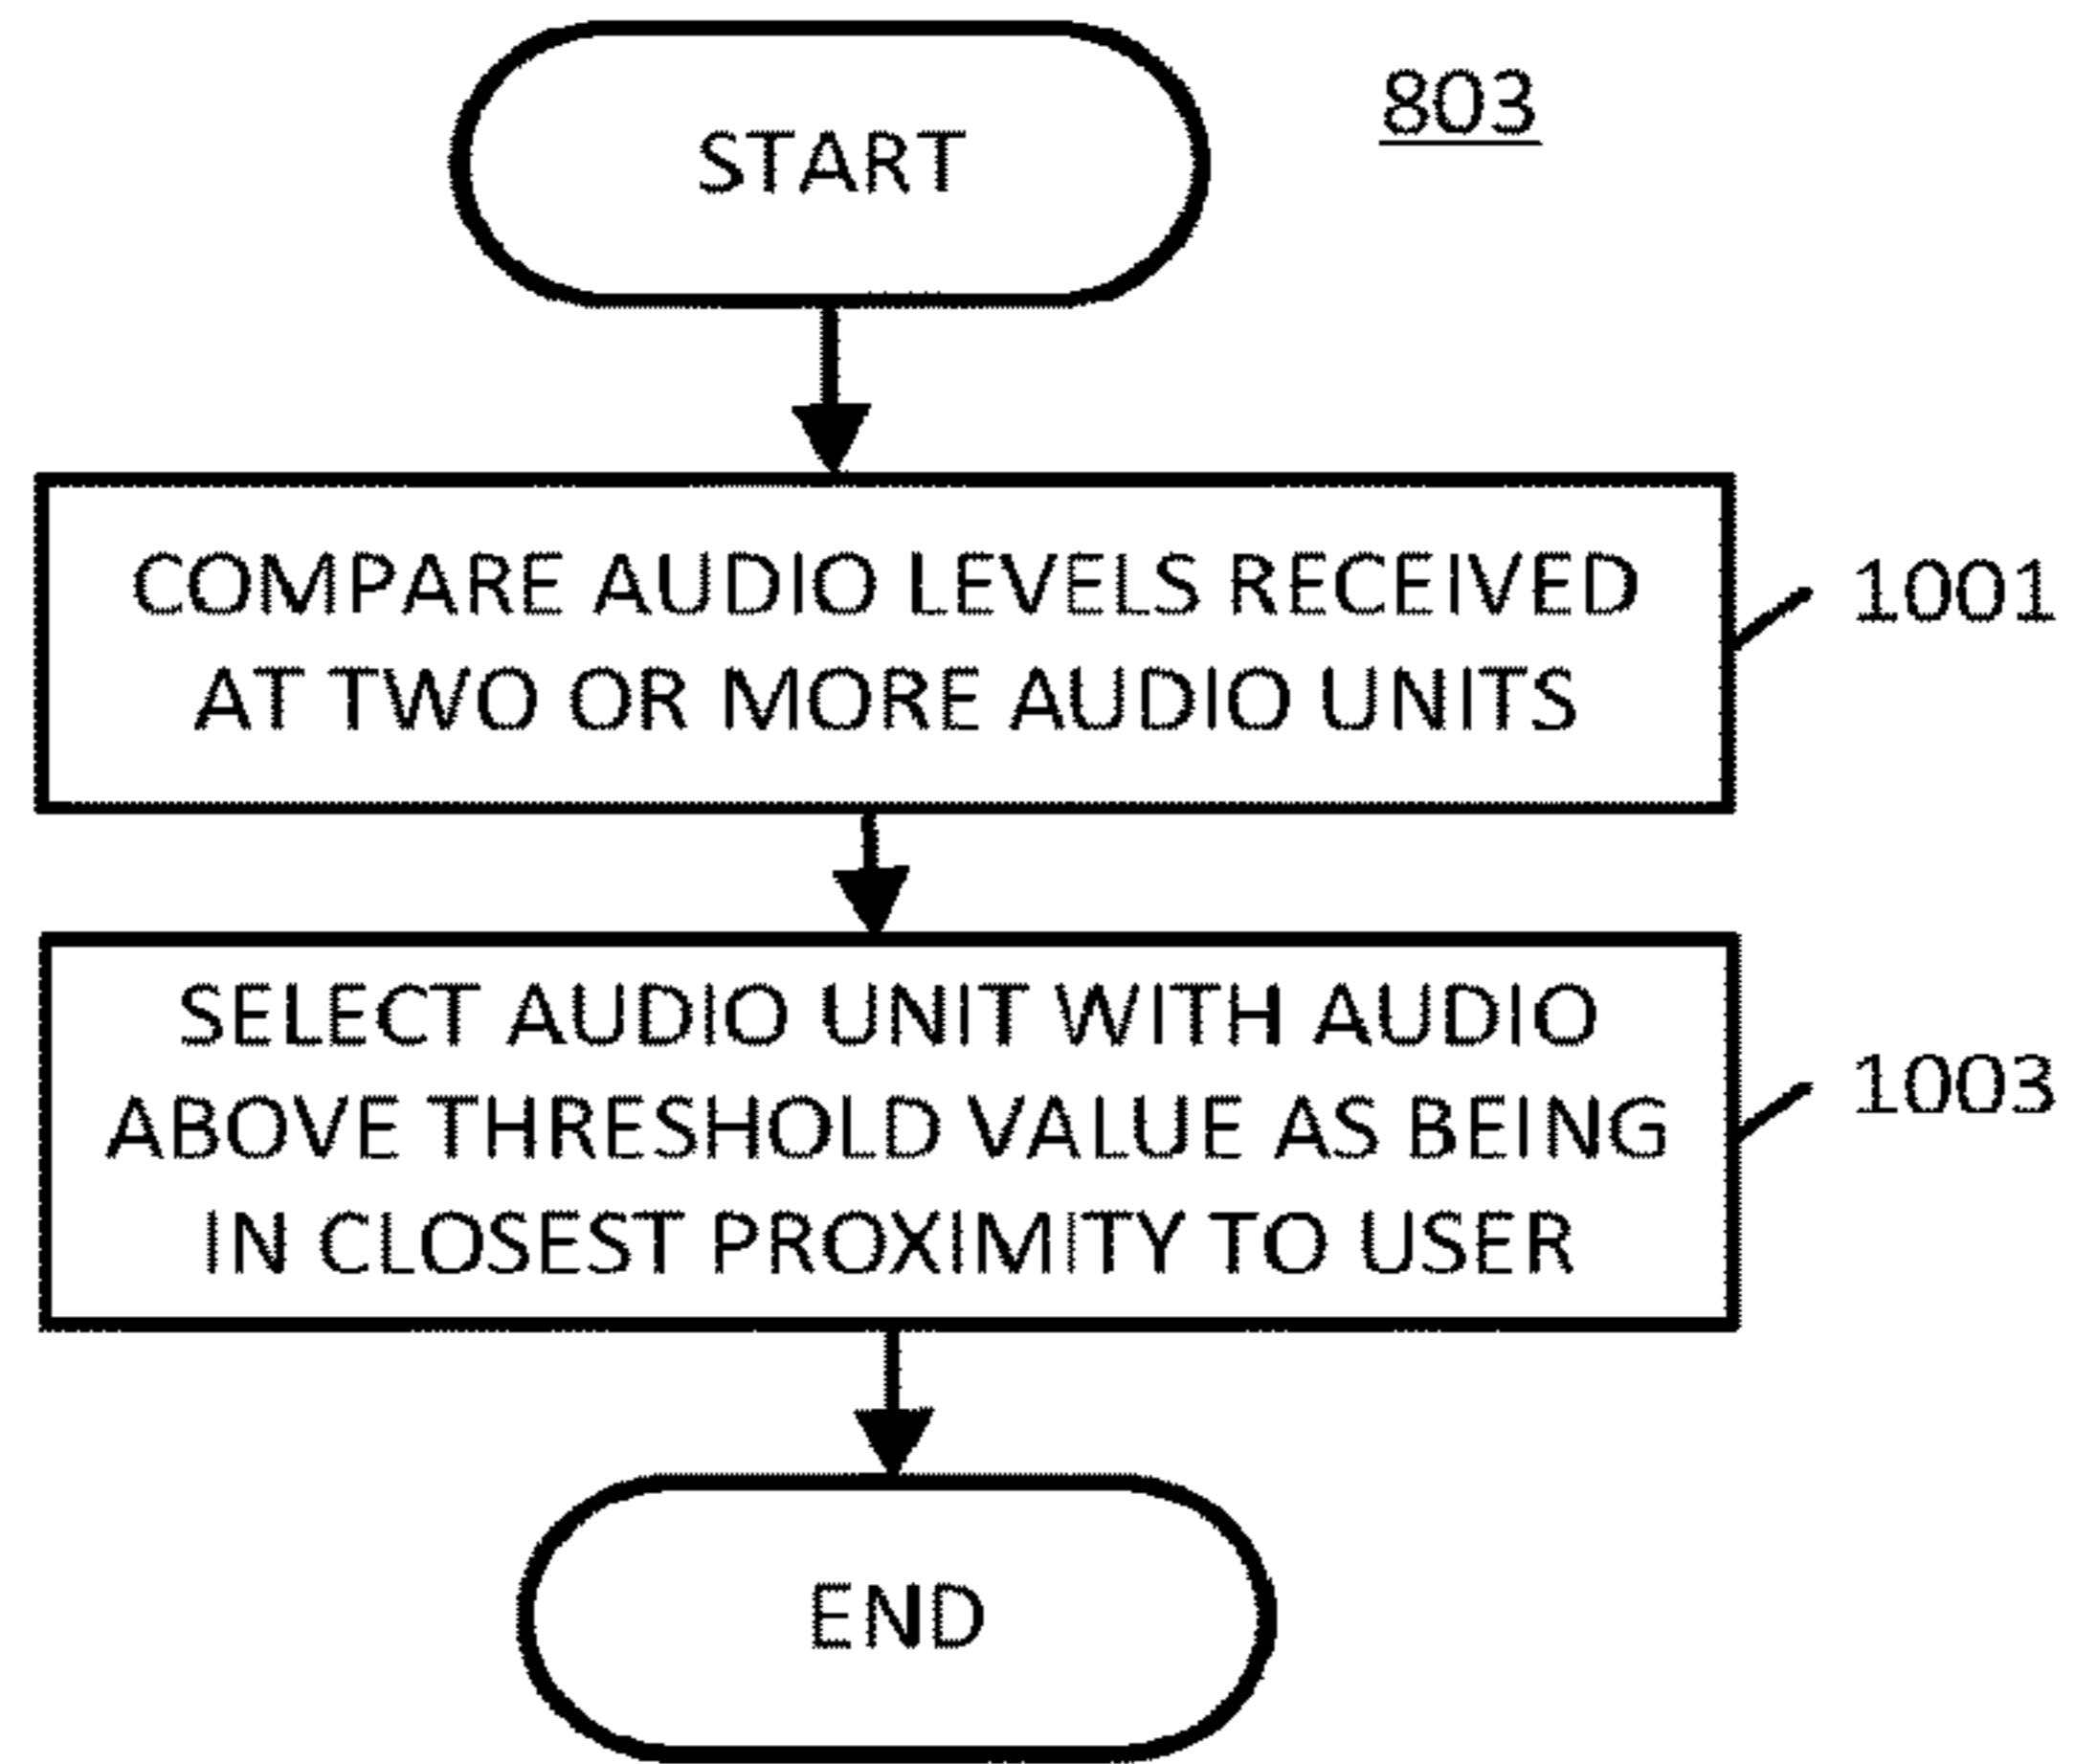 START
803
COMPARE AUDIO LEVELS RECEIVED
AT TWO OR MORE AUDIO UNITS
1001
SELECT AUDIO UNIT WITH AUDIO
ABOVE THRESHOLD VALUE AS BEING
IN CLOSEST PROXIMITY TO USER
1003
END